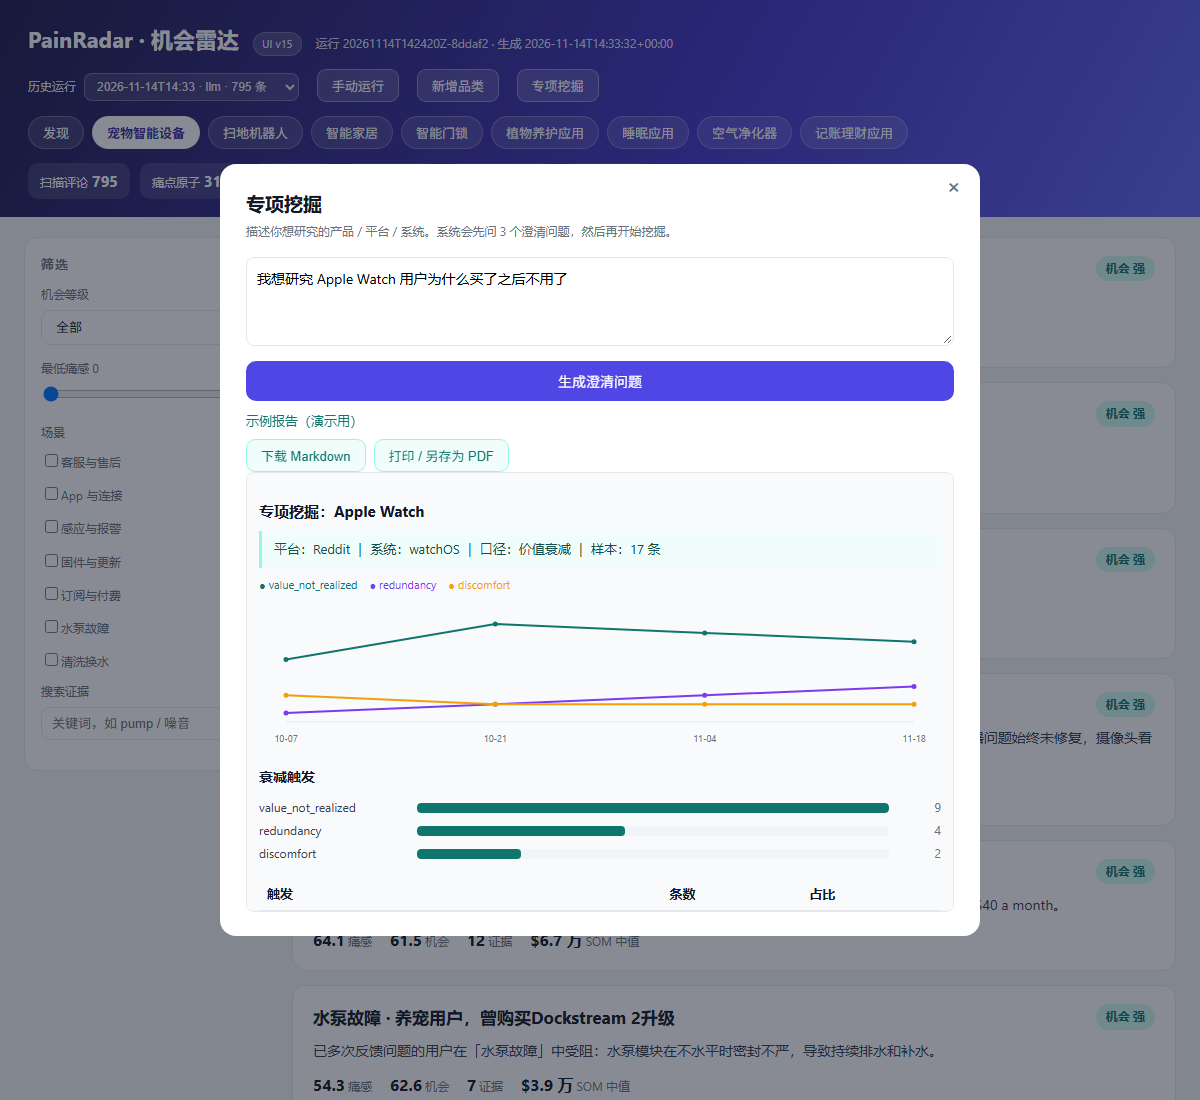 PainRadar · 机会雷达 UI v15 运行 20261114T142420Z-8ddaf2 · 生成 2026-11-14T14:33:32+00:00
历史运行 2026-11-14T14:33 · llm · 795 条 手动运行 新增品类 专项挖掘
发现 宠物智能设备 扫地机器人 智能家居 智能门锁 植物养护应用 睡眠应用 空气净化器 记账理财应用
扫描评论 795 痛点原子 31
筛选
机会等级
全部
最低痛感 0
场景
客服与售后
App 与连接
感应与报警
固件与更新
订阅与付费
水泵故障
清洗换水
搜索证据
关键词，如 pump / 噪音
×
专项挖掘
描述你想研究的产品 / 平台 / 系统。系统会先问 3 个澄清问题，然后再开始挖掘。
我想研究 Apple Watch 用户为什么买了之后不用了
生成澄清问题
示例报告（演示用）
下载 Markdown 打印 / 另存为 PDF
专项挖掘：Apple Watch
平台：Reddit | 系统：watchOS | 口径：价值衰减 | 样本：17 条
● value_not_realized ● redundancy ● discomfort
10-07 10-21 11-04 11-18
衰减触发
value_not_realized 9
redundancy 4
discomfort 2
触发 条数 占比
机会 强
机会 强
机会 强
机会 强
问题始终未修复，摄像头看
机会 强
$40 a month。
64.1 痛感 61.5 机会 12 证据 $6.7 万 SOM 中值
水泵故障 · 养宠用户，曾购买Dockstream 2升级 机会 强
已多次反馈问题的用户在「水泵故障」中受阻：水泵模块在不水平时密封不严，导致持续排水和补水。
54.3 痛感 62.6 机会 7 证据 $3.9 万 SOM 中值